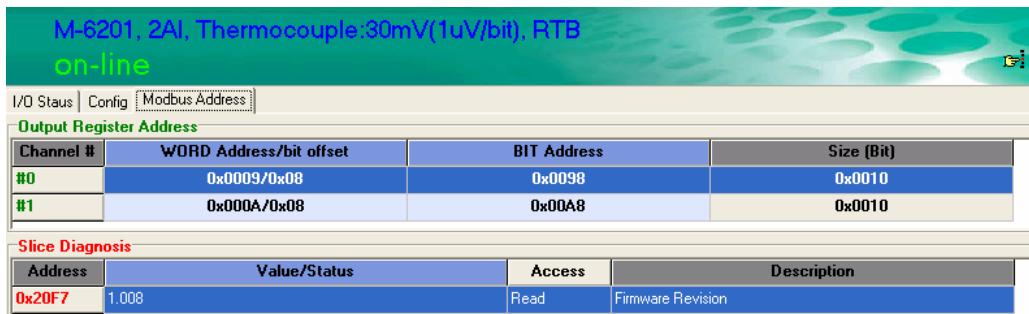 M-6201, 2AI, Thermocouple:30mV(1uV/bit), RTB
on-line
I/O Staus Config Modbus Address
Output Register Address
Channel # WORD Address/bit offset BIT Address Size (Bit)
#0 0x0009/0x08 0x0098 0x0010
#1 0x000A/0x08 0x00A8 0x0010
Slice Diagnosis
Address Value/Status Access Description
0x20F7 1.008 Read Firmware Revision